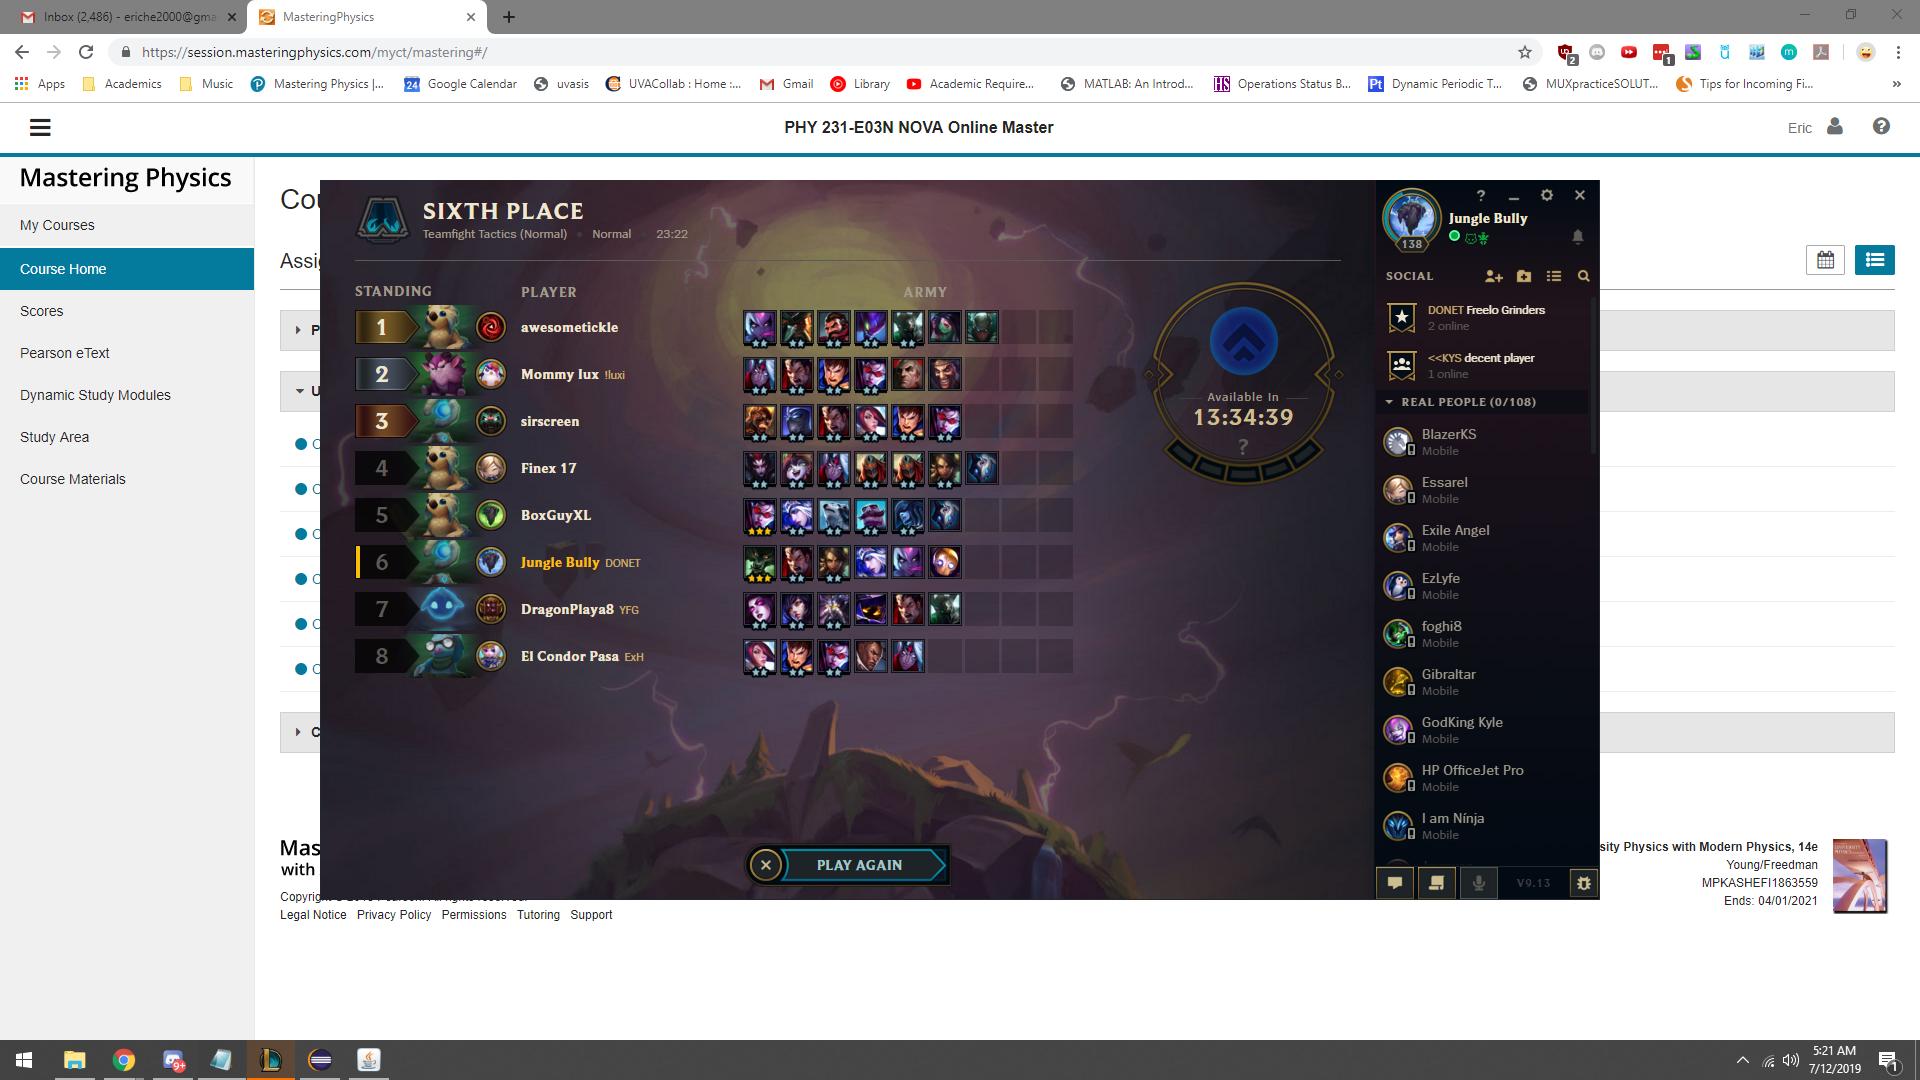 Inbox (2,486) - eriche2000@gma
MasteringPhysics
https://session.masteringphysics.com/myct/mastering#/
2
1
Apps
Academics
Music
Mastering Physics |...
24
Google Calendar
uvasis
UVACollab : Home :...
Gmail
Library
Academic Require...
MATLAB: An Introd...
HS
Operations Status B...
Pt
Dynamic Periodic T...
MUXpracticeSOLUT...
Tips for Incoming Fi...
»
PHY 231-E03N NOVA Online Master
Eric
Mastering Physics
My Courses
Course Home
Scores
Pearson eText
Dynamic Study Modules
Study Area
Course Materials
Cou
Assi
P
U
C
C
C
C
C
C
C
SIXTH PLACE
Teamfight Tactics (Normal) • Normal 23:22
STANDING PLAYER ARMY
1 awesometickle
2 Mommy lux !luxi
3 sirscreen
4 Finex 17
5 BoxGuyXL
6 Jungle Bully DONET
7 DragonPlaya8 YFG
8 El Condor Pasa ExH
Available In
13:34:39
?
PLAY AGAIN
138
Jungle Bully
SOCIAL
DONET Freelo Grinders
2 online
<<KYS decent player
1 online
REAL PEOPLE (0/108)
BlazerKS
Mobile
Essarel
Mobile
Exile Angel
Mobile
EzLyfe
Mobile
foghi8
Mobile
Gibraltar
Mobile
GodKing Kyle
Mobile
HP OfficeJet Pro
Mobile
I am Nínja
Mobile
V9.13
Mas
with
Legal Notice Privacy Policy Permissions Tutoring Support
sity Physics with Modern Physics, 14e
Young/Freedman
MPKASHEFI1863559
Ends: 04/01/2021
9+
5:21 AM
7/12/2019
1